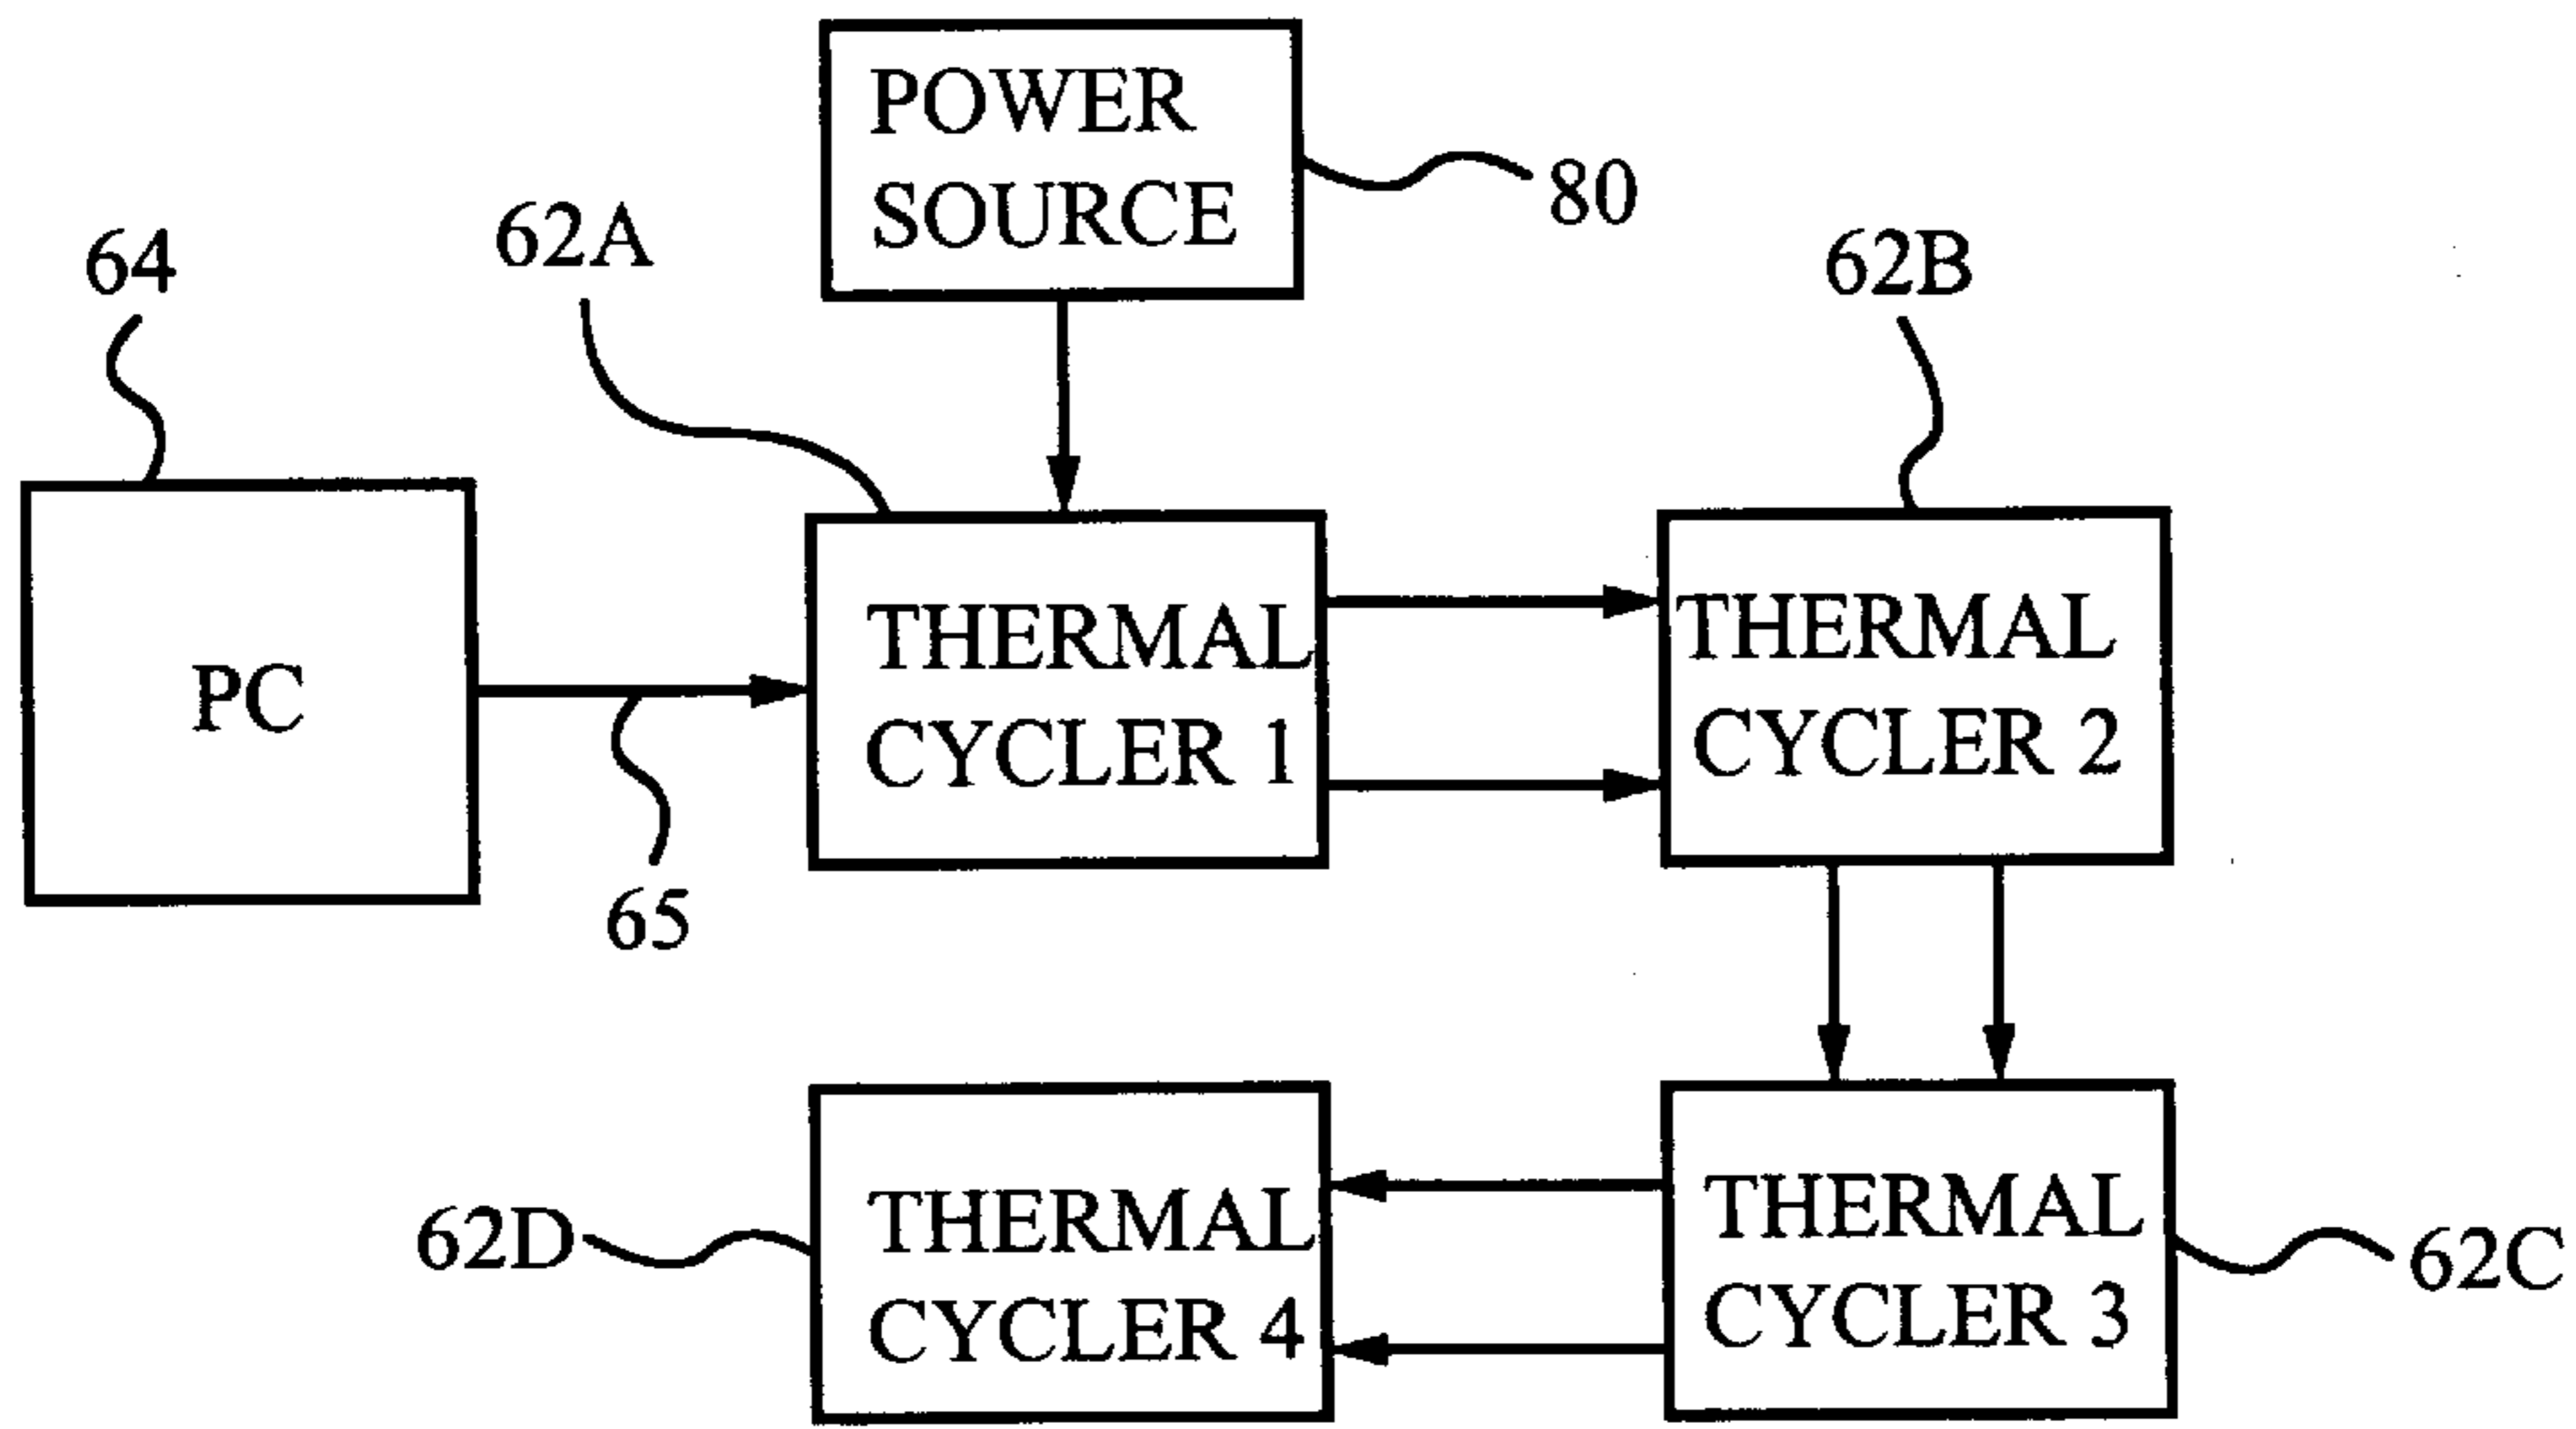 POWER
SOURCE
80
62A
64
62B
PC
65
THERMAL
CYCLER 1
THERMAL
CYCLER 2
62D
THERMAL
CYCLER 4
THERMAL
CYCLER 3
62C